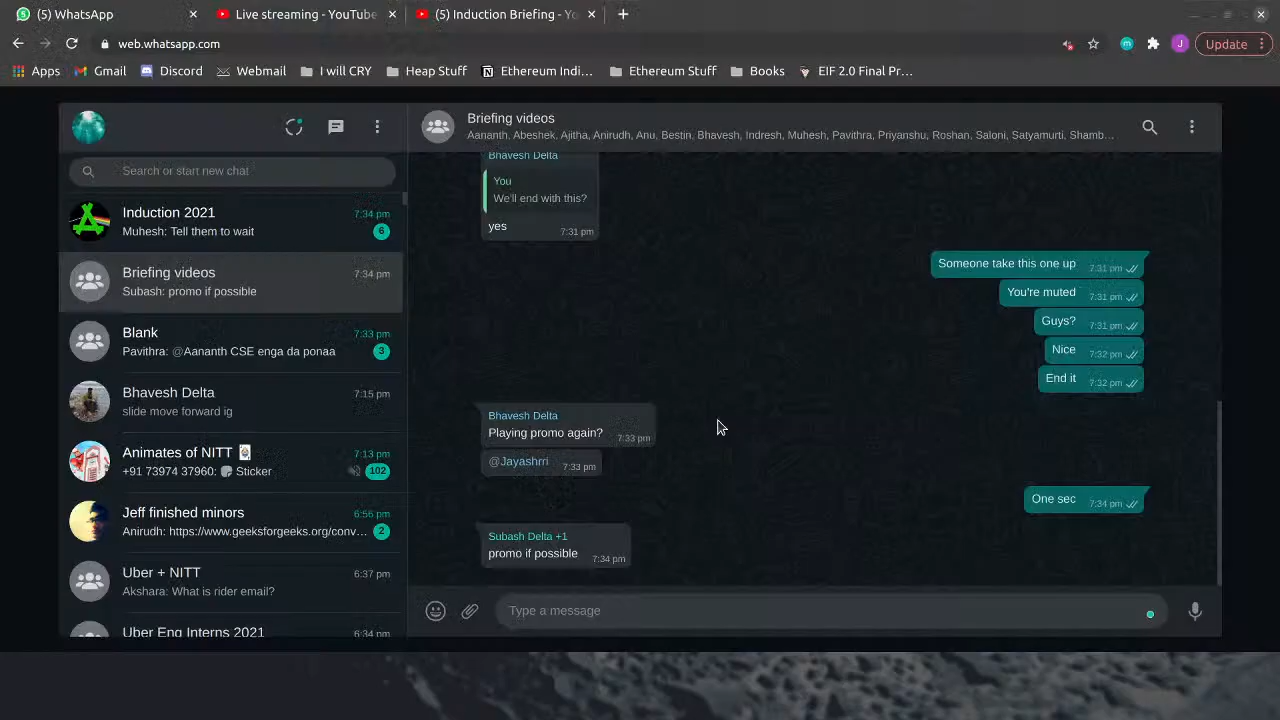 (5) WhatsApp
Live streaming - YouTube
(5) Induction Briefing - Yo
web.whatsapp.com
J
Update
Apps
Gmail
Discord
Webmail
I will CRY
Heap Stuff
Ethereum Indi...
Ethereum Stuff
Books
EIF 2.0 Final Pr...
Search or start new chat
Induction 2021
7:34 pm
Muhesh: Tell them to wait
6
Briefing videos
7:34 pm
Subash: promo if possible
Blank
7:33 pm
Pavithra: @Aananth CSE enga da ponaa
3
Bhavesh Delta
7:15 pm
slide move forward ig
Animates of NITT
7:13 pm
+91 73974 37960: Sticker
102
Jeff finished minors
6:56 pm
Anirudh: https://www.geeksforgeeks.org/conv...
2
Uber + NITT
6:37 pm
Akshara: What is rider email?
Uber Eng Interns 2021
6:34 pm
Briefing videos
Aananth, Abeshek, Ajitha, Anirudh, Anu, Bestin, Bhavesh, Indresh, Muhesh, Pavithra, Priyanshu, Roshan, Saloni, Satyamurti, Shamb...
Bhavesh Delta
You
We'll end with this?
yes
7:31 pm
Someone take this one up 7:31 pm
You're muted 7:31 pm
Guys? 7:31 pm
Nice 7:32 pm
End it 7:32 pm
Bhavesh Delta
Playing promo again? 7:33 pm
@Jayashrri 7:33 pm
One sec 7:34 pm
Subash Delta +1
promo if possible 7:34 pm
Type a message